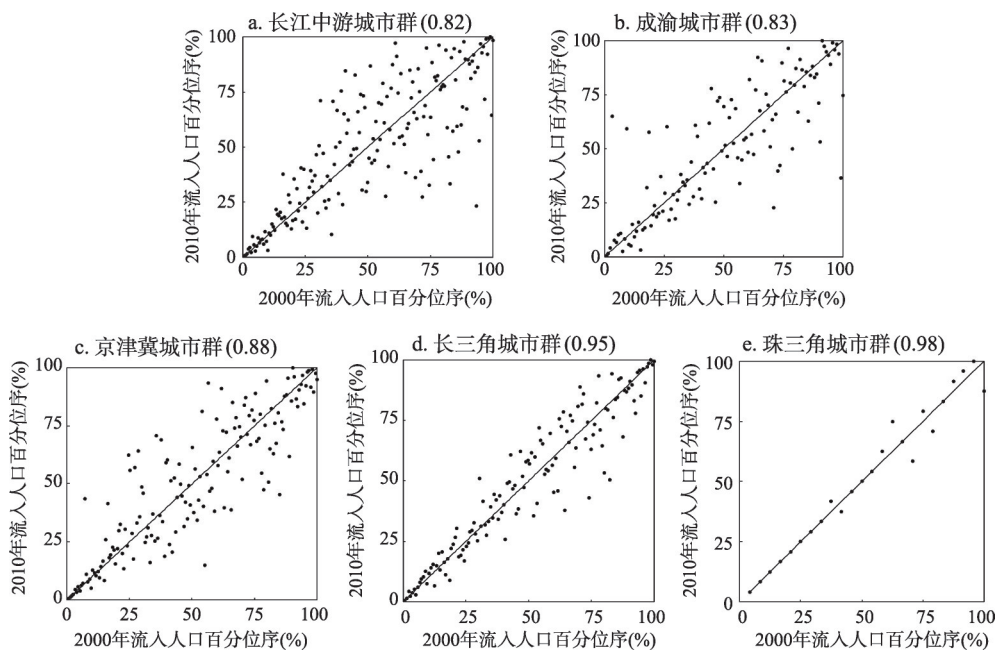 a. 长江中游城市群(0.82)
100
75
50
25
0
2010年流入人口百分位序(%)
0 25 50 75 100
2000年流入人口百分位序(%)
b. 成渝城市群(0.83)
100
75
50
25
0
2010年流入人口百分位序(%)
0 25 50 75 100
2000年流入人口百分位序(%)
c. 京津冀城市群(0.88)
100
75
50
25
0
2010年流入人口百分位序(%)
0 25 50 75 100
2000年流入人口百分位序(%)
d. 长三角城市群(0.95)
100
75
50
25
0
2010年流入人口百分位序(%)
0 25 50 75 100
2000年流入人口百分位序(%)
e. 珠三角城市群(0.98)
100
75
50
25
0
2010年流入人口百分位序(%)
0 25 50 75 100
2000年流入人口百分位序(%)